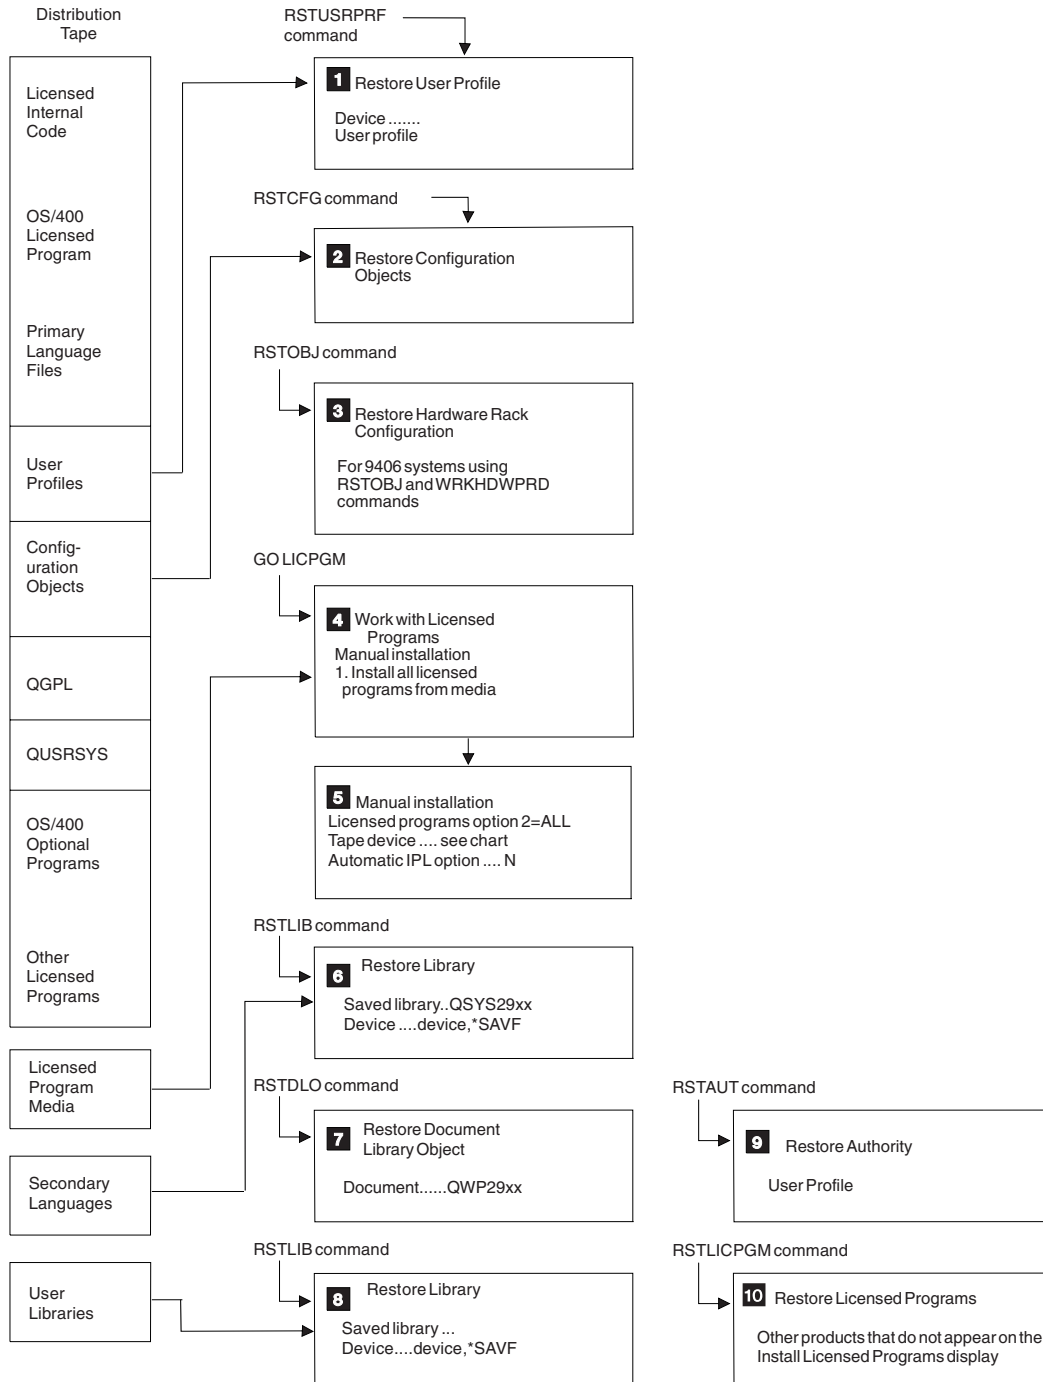 Distribution
Tape
Licensed
Internal
Code
OS/400
Licensed
Program
Primary
Language
Files
User
Profiles
Config-
uration
Objects
QGPL
QUSRSYS
OS/400
Optional
Programs
Other
Licensed
Programs
Licensed
Program
Media
Secondary
Languages
User
Libraries
RSTUSRPRF
command
1 Restore User Profile
Device .......
User profile
RSTCFG command
2 Restore Configuration
Objects
RSTOBJ command
3 Restore Hardware Rack
Configuration
For 9406 systems using
RSTOBJ and WRKHDWPRD
commands
GO LICPGM
4 Work with Licensed
Programs
Manual installation
1. Install all licensed
programs from media
5 Manual installation
Licensed programs option 2=ALL
Tape device .... see chart
Automatic IPL option .... N
RSTLIB command
6 Restore Library
Saved library..QSYS29xx
Device ....device,*SAVF
RSTDLO command
7 Restore Document
Library Object
Document......QWP29xx
RSTLIB command
8 Restore Library
Saved library ...
Device....device,*SAVF
RSTAUT command
9 Restore Authority
User Profile
RSTLICPGM command
10 Restore Licensed Programs
Other products that do not appear on the
Install Licensed Programs display